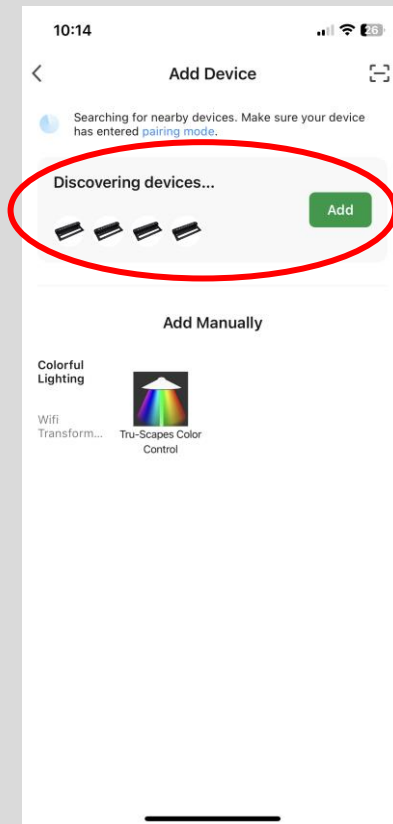 10:14
26
Add Device
Searching for nearby devices. Make sure your device
has entered pairing mode.
Discovering devices...
Add
Add Manually
Colorful
Lighting
Wifi
Transform...
Tru-Scapes Color
Control